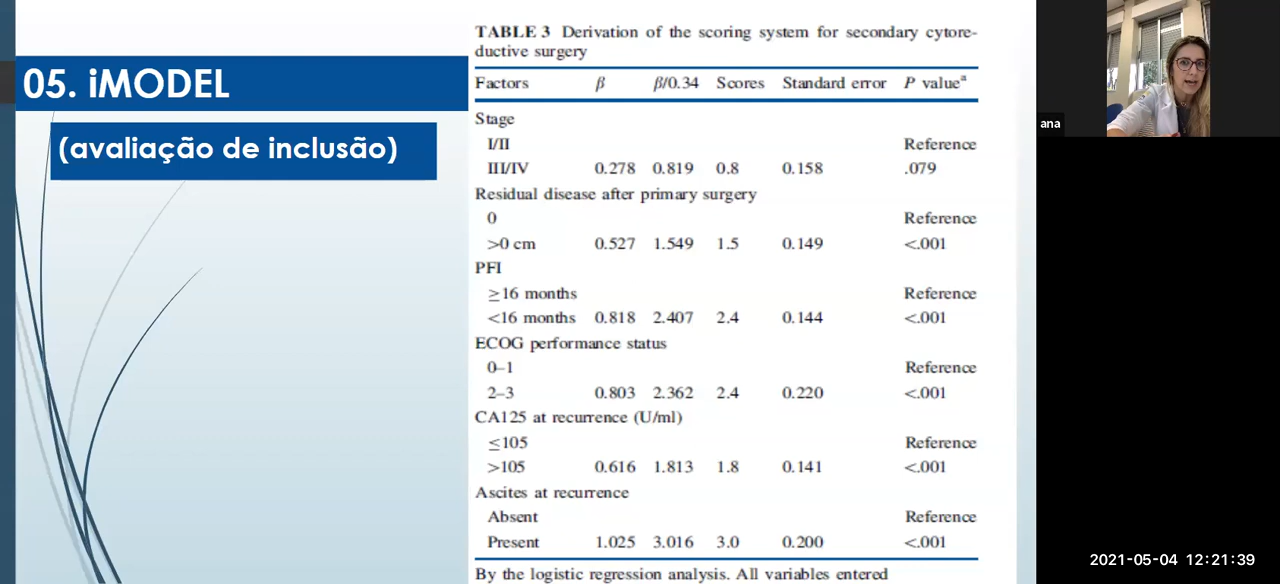 05. iMODEL
(avaliação de inclusão)
TABLE 3 Derivation of the scoring system for secondary cytore-
ductive surgery
Factors β β/0.34 Scores Standard error P valueᵃ
Stage
I/II Reference
III/IV 0.278 0.819 0.8 0.158 .079
Residual disease after primary surgery
0 Reference
>0 cm 0.527 1.549 1.5 0.149 <.001
PFI
≥16 months Reference
<16 months 0.818 2.407 2.4 0.144 <.001
ECOG performance status
0–1 Reference
2–3 0.803 2.362 2.4 0.220 <.001
CA125 at recurrence (U/ml)
≤105 Reference
>105 0.616 1.813 1.8 0.141 <.001
Ascites at recurrence
Absent Reference
Present 1.025 3.016 3.0 0.200 <.001
By the logistic regression analysis. All variables entered
ana
2021-05-04 12:21:39